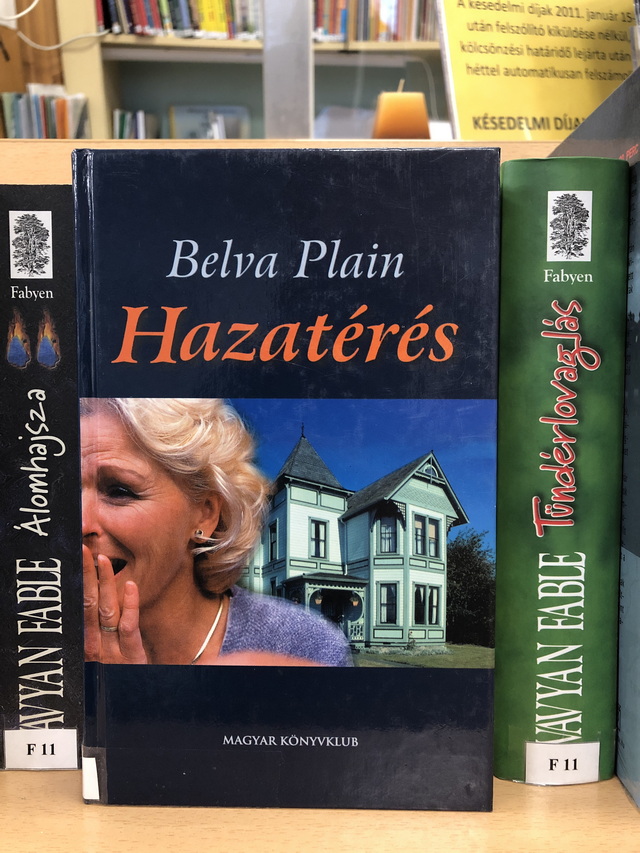 A késedelmi díjak 2011. január 15
után felszólító kiküldése nélkül,
kölcsönzési határidő lejárta után
héttel automatikusan felszámo
KÉSEDELMI DÍJA
Fabyen
Álomhajsza
VAVYAN FABLE
F 11
Belva Plain
Hazatérés
MAGYAR KÖNYVKLUB
Fabyen
Tündérlovaglás
VAVYAN FABLE
F 11